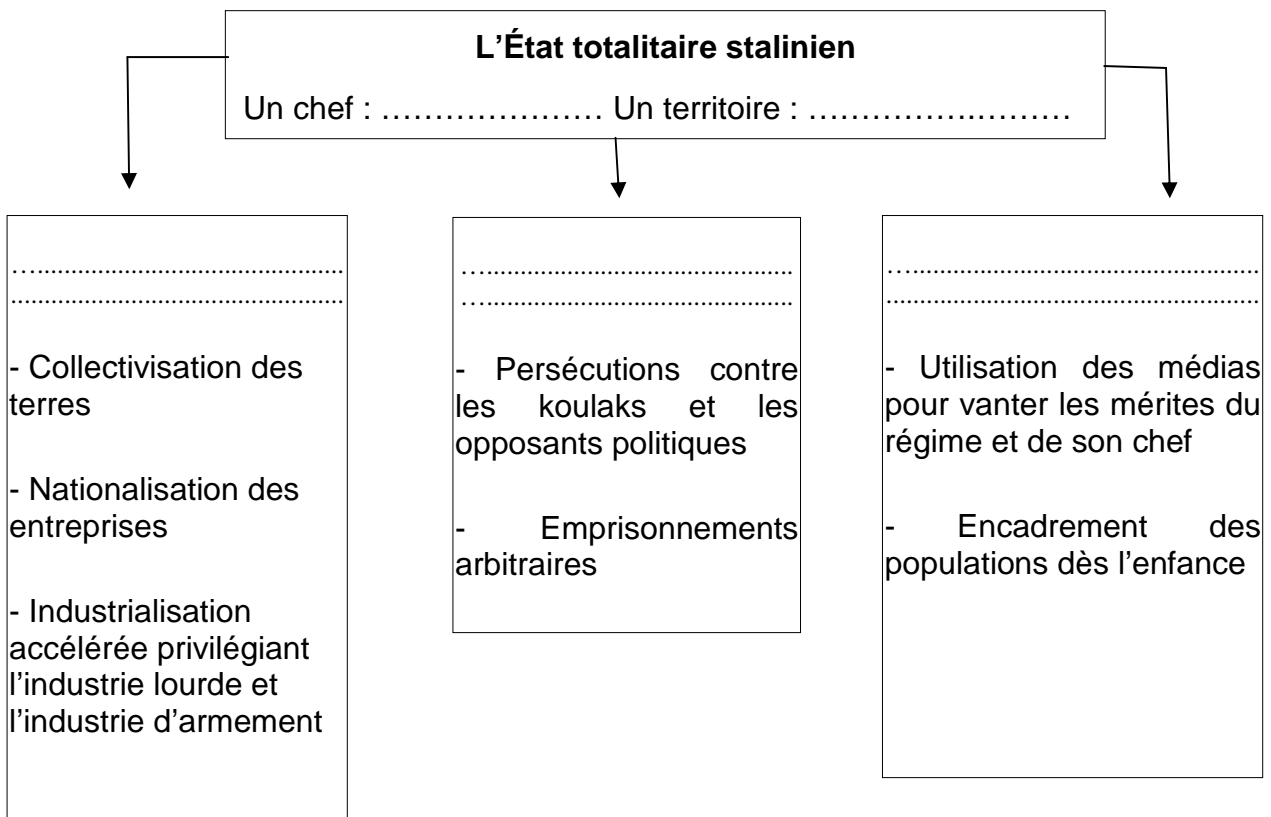 L’État totalitaire stalinien
Un chef : ………………… Un territoire : ……………..………
…..............................................
..................................................
- Collectivisation des
terres
- Nationalisation des
entreprises
- Industrialisation
accélérée privilégiant
l’industrie lourde et
l’industrie d’armement
…..............................................
…..............................................
- Persécutions contre
les koulaks et les
opposants politiques
- Emprisonnements
arbitraires
…....................................................
........................................................
- Utilisation des médias
pour vanter les mérites du
régime et de son chef
- Encadrement des
populations dès l’enfance